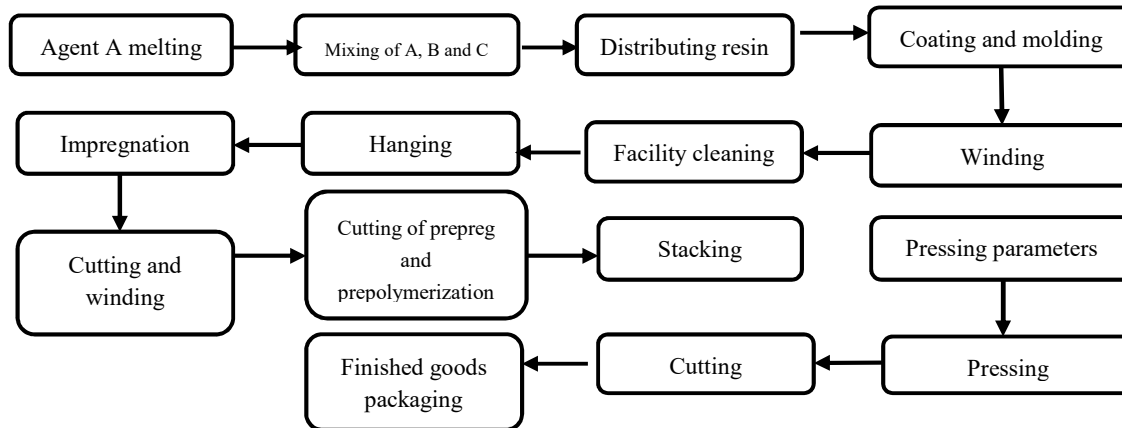 Agent A melting
Mixing of A, B and C
Distributing resin
Coating and molding
Impregnation
Hanging
Facility cleaning
Winding
Cutting and
winding
Cutting of prepreg
and
prepolymerization
Stacking
Pressing parameters
Finished goods
packaging
Cutting
Pressing